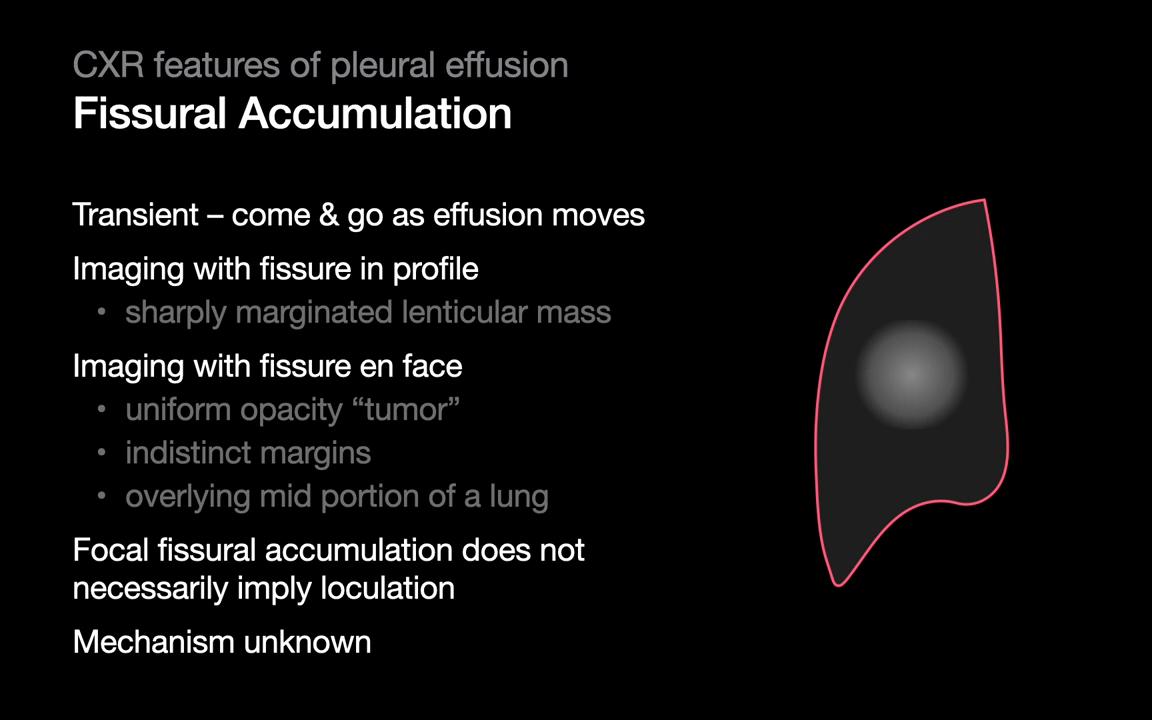 CXR features of pleural effusion
Fissural Accumulation
Transient – come & go as effusion moves
Imaging with fissure in profile
• sharply marginated lenticular mass
Imaging with fissure en face
• uniform opacity “tumor”
• indistinct margins
• overlying mid portion of a lung
Focal fissural accumulation does not
necessarily imply loculation
Mechanism unknown